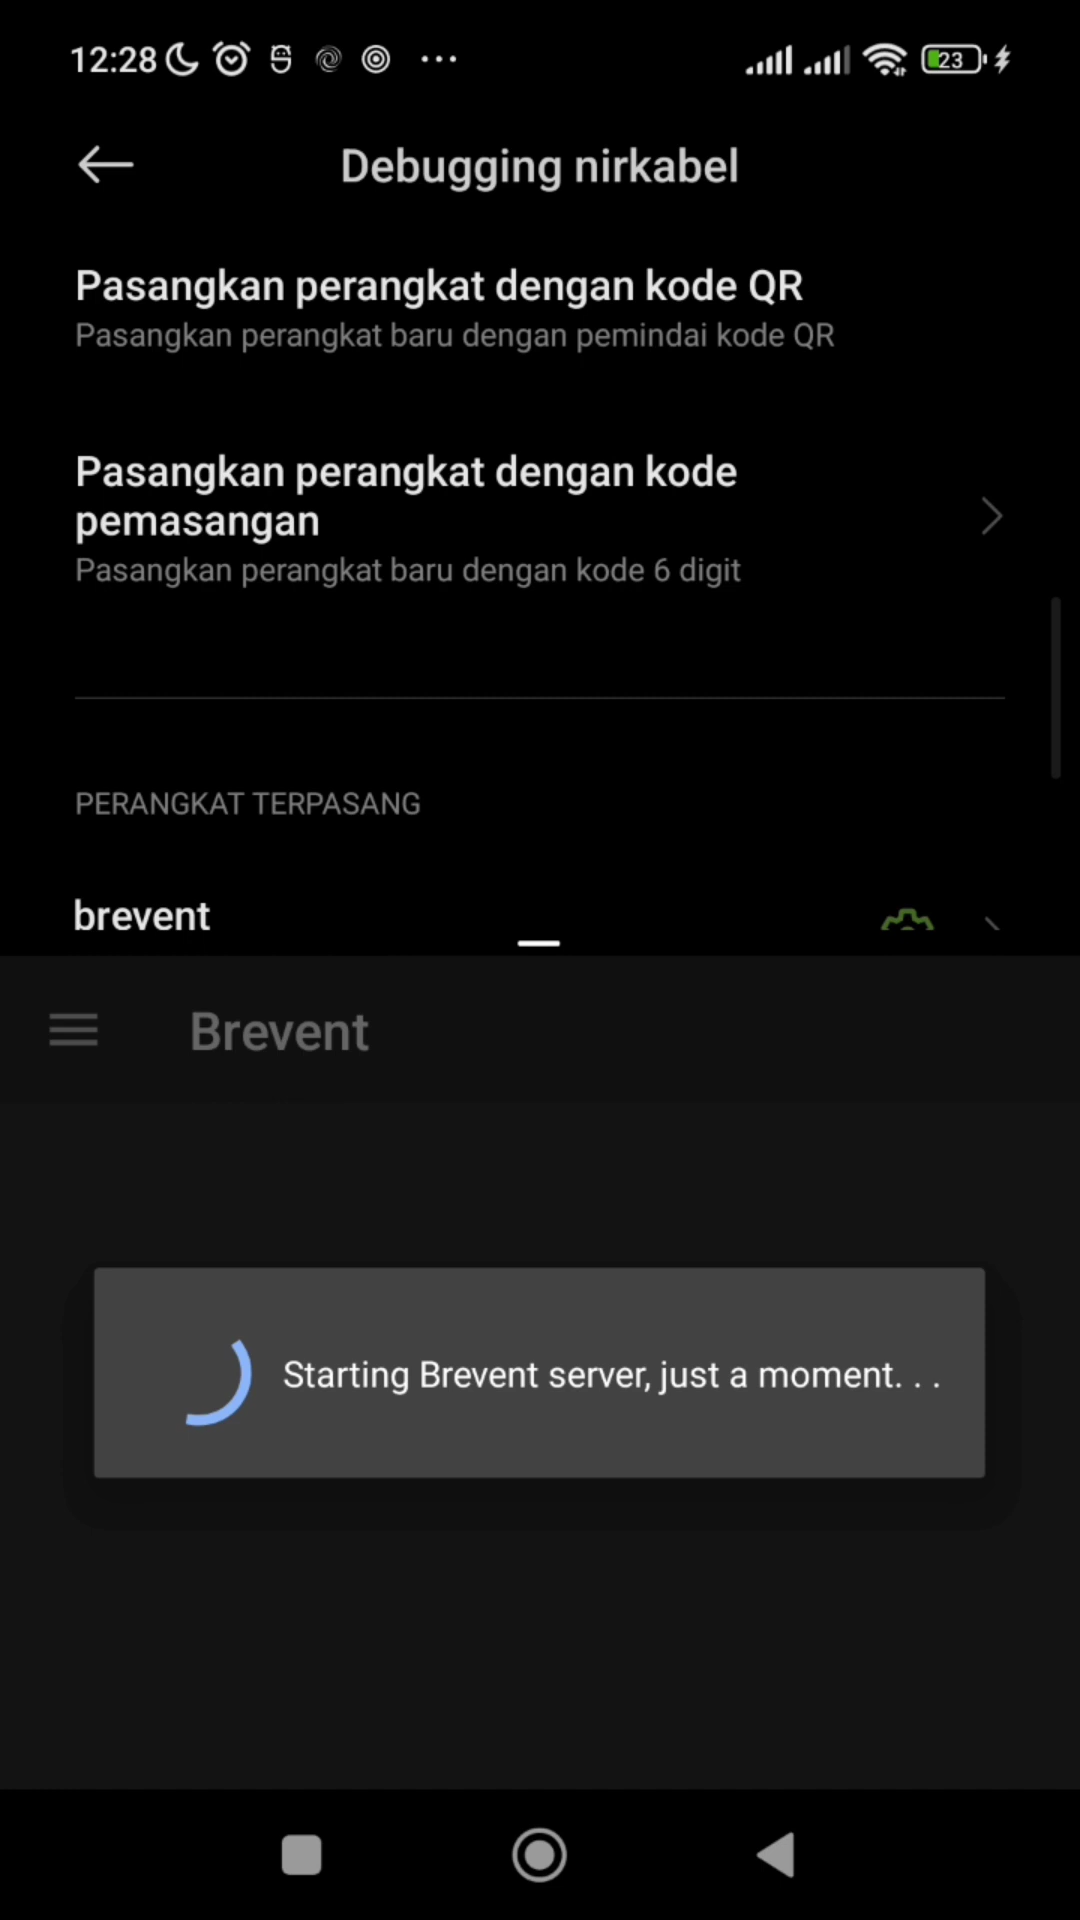 12:28
23
Debugging nirkabel
Pasangkan perangkat dengan kode QR
Pasangkan perangkat baru dengan pemindai kode QR
Pasangkan perangkat dengan kode
pemasangan
Pasangkan perangkat baru dengan kode 6 digit
PERANGKAT TERPASANG
brevent
Brevent
Starting Brevent server, just a moment. . .